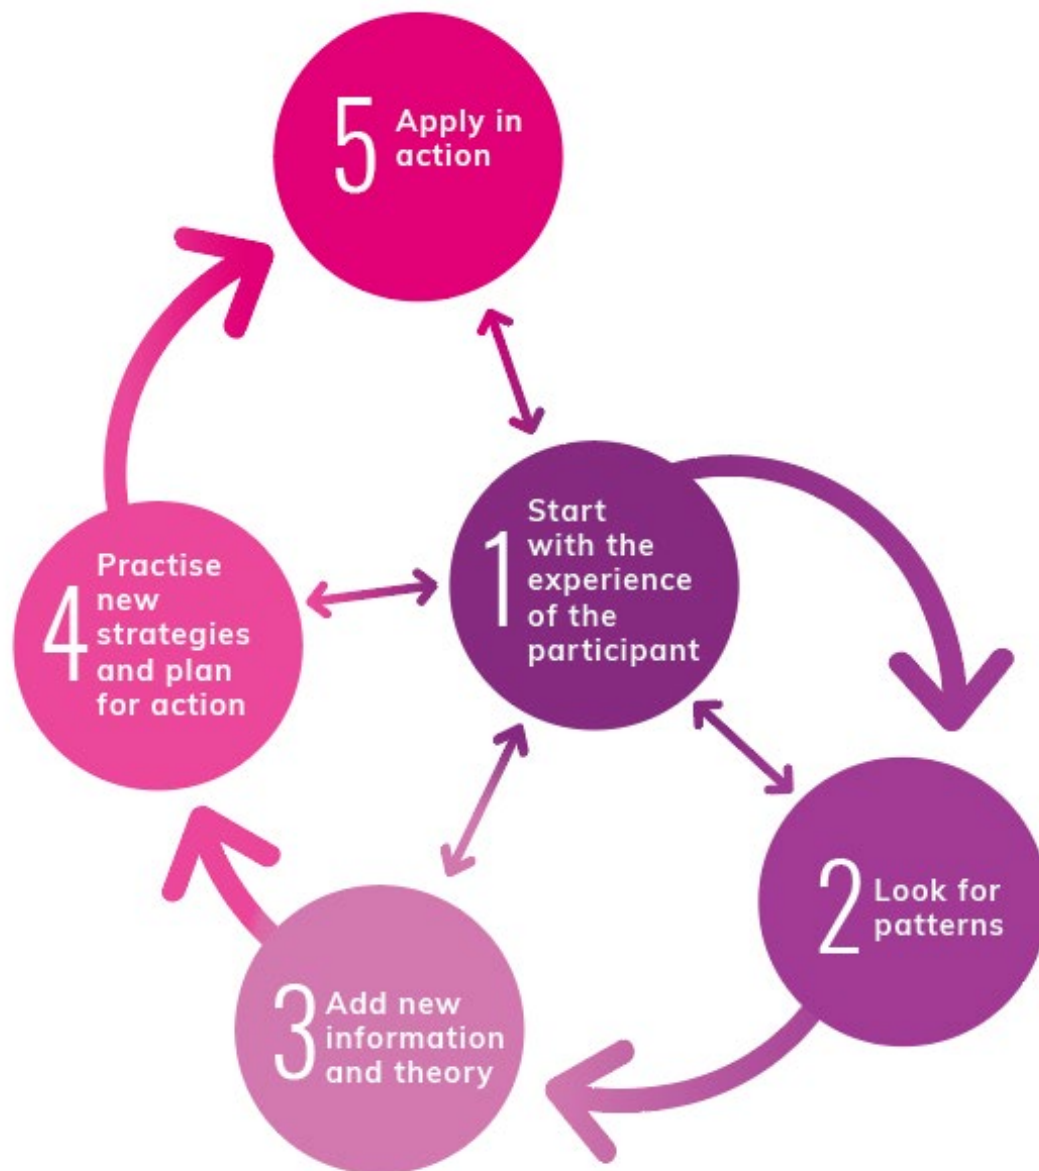 5
Apply in
action
1
Start
with the
experience
of the
participant
4
Practise
new
strategies
and plan
for action
2
Look for
patterns
3
Add new
information
and theory